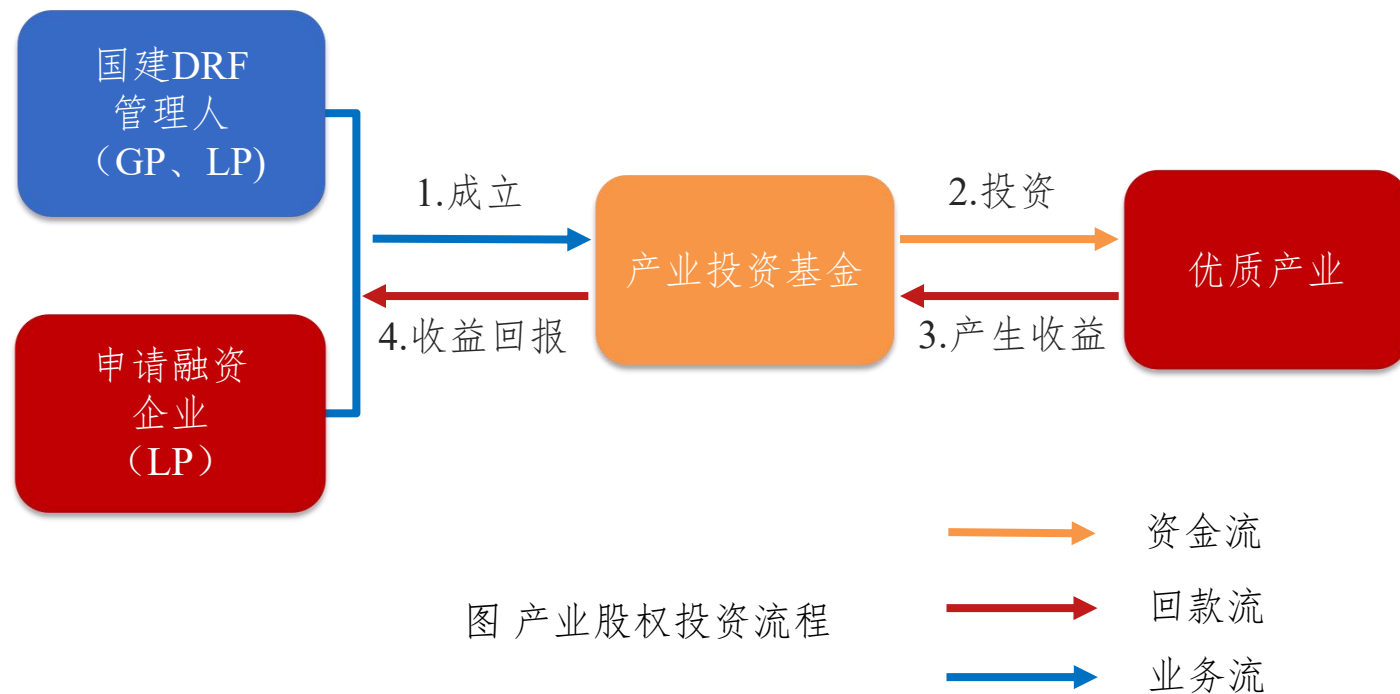 国建DRF
管理人
（GP、LP)
申请融资
企业
（LP）
1.成立
4.收益回报
产业投资基金
2.投资
3.产生收益
优质产业
资金流
回款流
业务流
图 产业股权投资流程